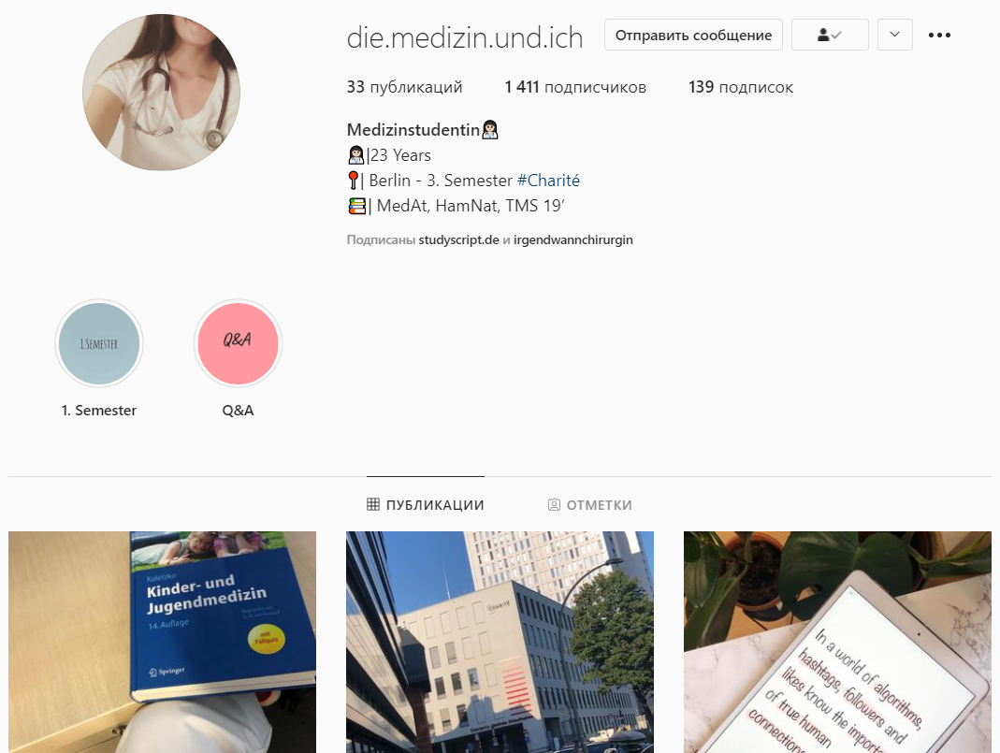 die.medizin.und.ich
Отправить сообщение
33 публикаций 1 411 подписчиков 139 подписок
Medizinstudentin👩🏻‍⚕️
👩🏻‍⚕️|23 Years
📍| Berlin - 3. Semester #Charité
📚| MedAt, HamNat, TMS 19‘
Подписаны studyscript.de и irgendwannchirurgin
1.Semester
Q&A
1. Semester
Q&A
ПУБЛИКАЦИИ
ОТМЕТКИ
Koletzko
Kinder- und
Jugendmedizin
14. Auflage
mit
Fallquiz
Springer
CHARITÉ
In a world of algorithms,
hashtags, followers and
likes know the importa
of true human
connection